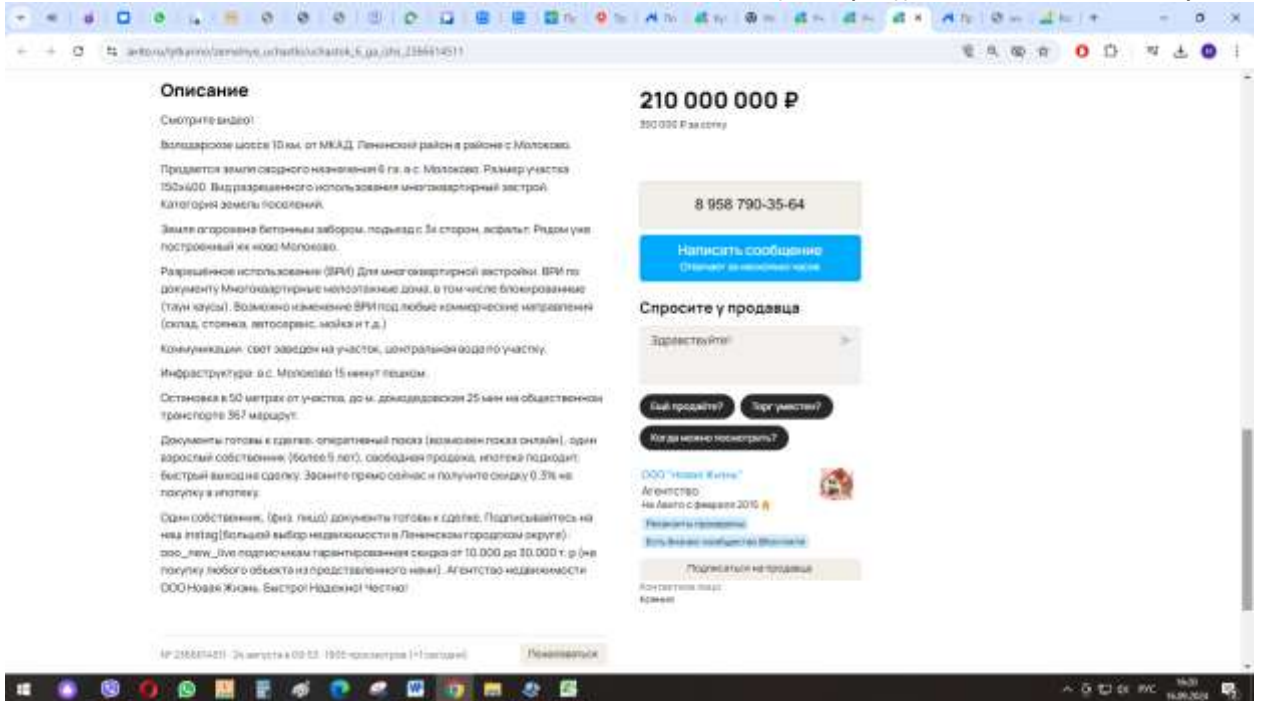 Описание
Смотрите видео!
Володарское шоссе 10 км. от МКАД, Ленинский район в районе с Молоково.
Продается земля сводного назначения 6 га. в с. Молоково. Размер участка
150х400. Вид разрешенного использования многоквартирный застрой.
Категория земель поселений.
Земля огорожена бетонным забором, подъезд с 3х сторон, асфальт. Рядом уже
построенный жк ново Молоково.
Разрешённое использование (ВРИ) Для многоквартирной застройки. ВРИ по
документу Многоквартирные малоэтажные дома, в том числе блокированные
(таун хаусы). Возможно изменение ВРИ под любые коммерческие направления
(склад, стоянка, автосервис, мойка и т.д.)
Коммуникации: свет заведен на участок, центральная вода по участку.
Инфраструктура: в с. Молоково 15 минут пешком.
Остановка в 50 метрах от участка, до м. домодедовская 25 мин на общественном
транспорте 367 маршрут.
Документы готовы к сделке, оперативный показ (возможен показ онлайн), один
взрослый собственник (более 5 лет), свободная продажа, ипотека подходит,
быстрый выход на сделку. Звоните прямо сейчас и получите скидку 0.3% на
покупку в ипотеку.
Один собственник, (физ. лицо) документы готовы к сделке. Подписывайтесь на
наш instag(большой выбор недвижимости в Ленинском городском округе)
ooo_new_live подписчикам гарантированная скидка от 10.000 до 30.000 т. р (на
покупку любого объекта из представленного нами). Агентство недвижимости
ООО Новая Жизнь. Быстро! Надежно! Честно!
24 августа в 09:53
Пожаловаться
210 000 000 ₽
350 000 ₽ за сотку
8 958 790-35-64
Написать сообщение
Отвечает за несколько часов
Спросите у продавца
Здравствуйте!
Ещё продаёте? Торг уместен?
Когда можно посмотреть?
ООО "Новая Жизнь"
Агентство
На Авито с февраля 2015
Реквизиты проверены
Подписаться на продавца
Контактное лицо
Ксения
РУС